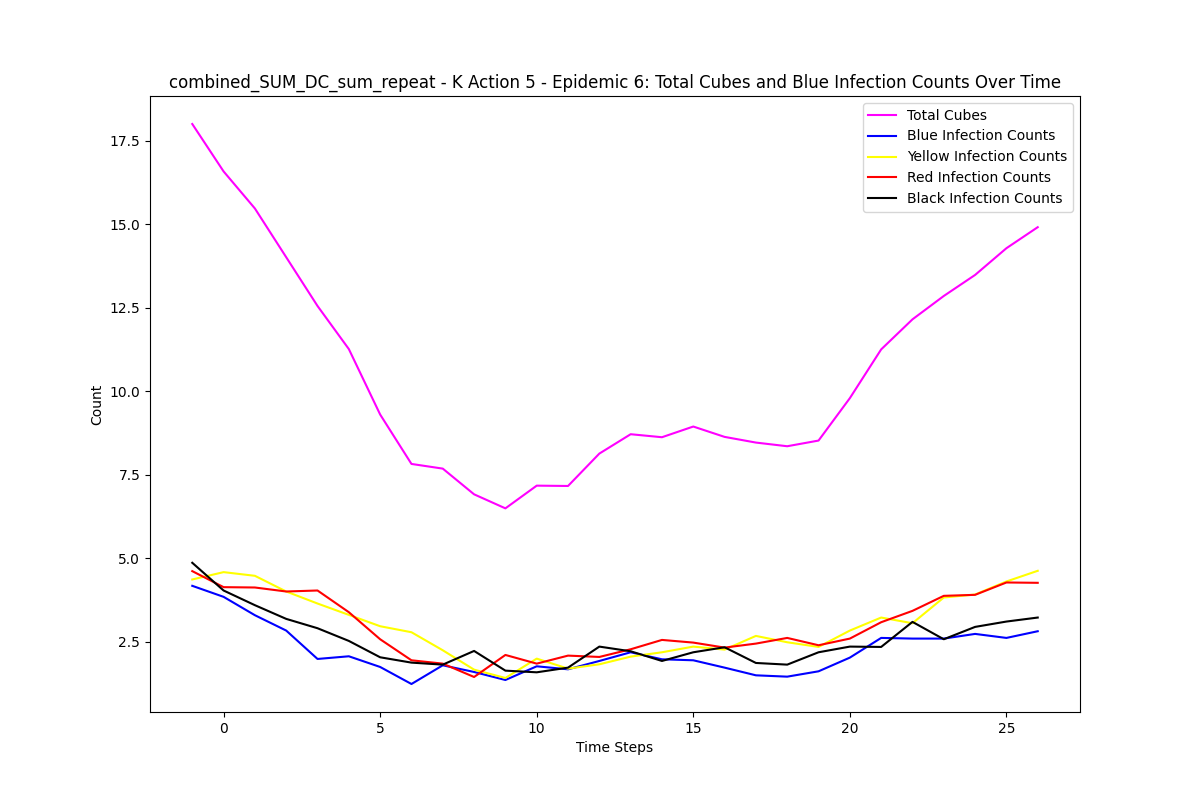 combined_SUM_DC_sum_repeat - K Action 5 - Epidemic 6: Total Cubes and Blue Infection Counts Over Time
Total Cubes
Blue Infection Counts
Yellow Infection Counts
Red Infection Counts
Black Infection Counts
17.5
15.0
12.5
10.0
7.5
5.0
2.5
Count
0 5 10 15 20 25
Time Steps